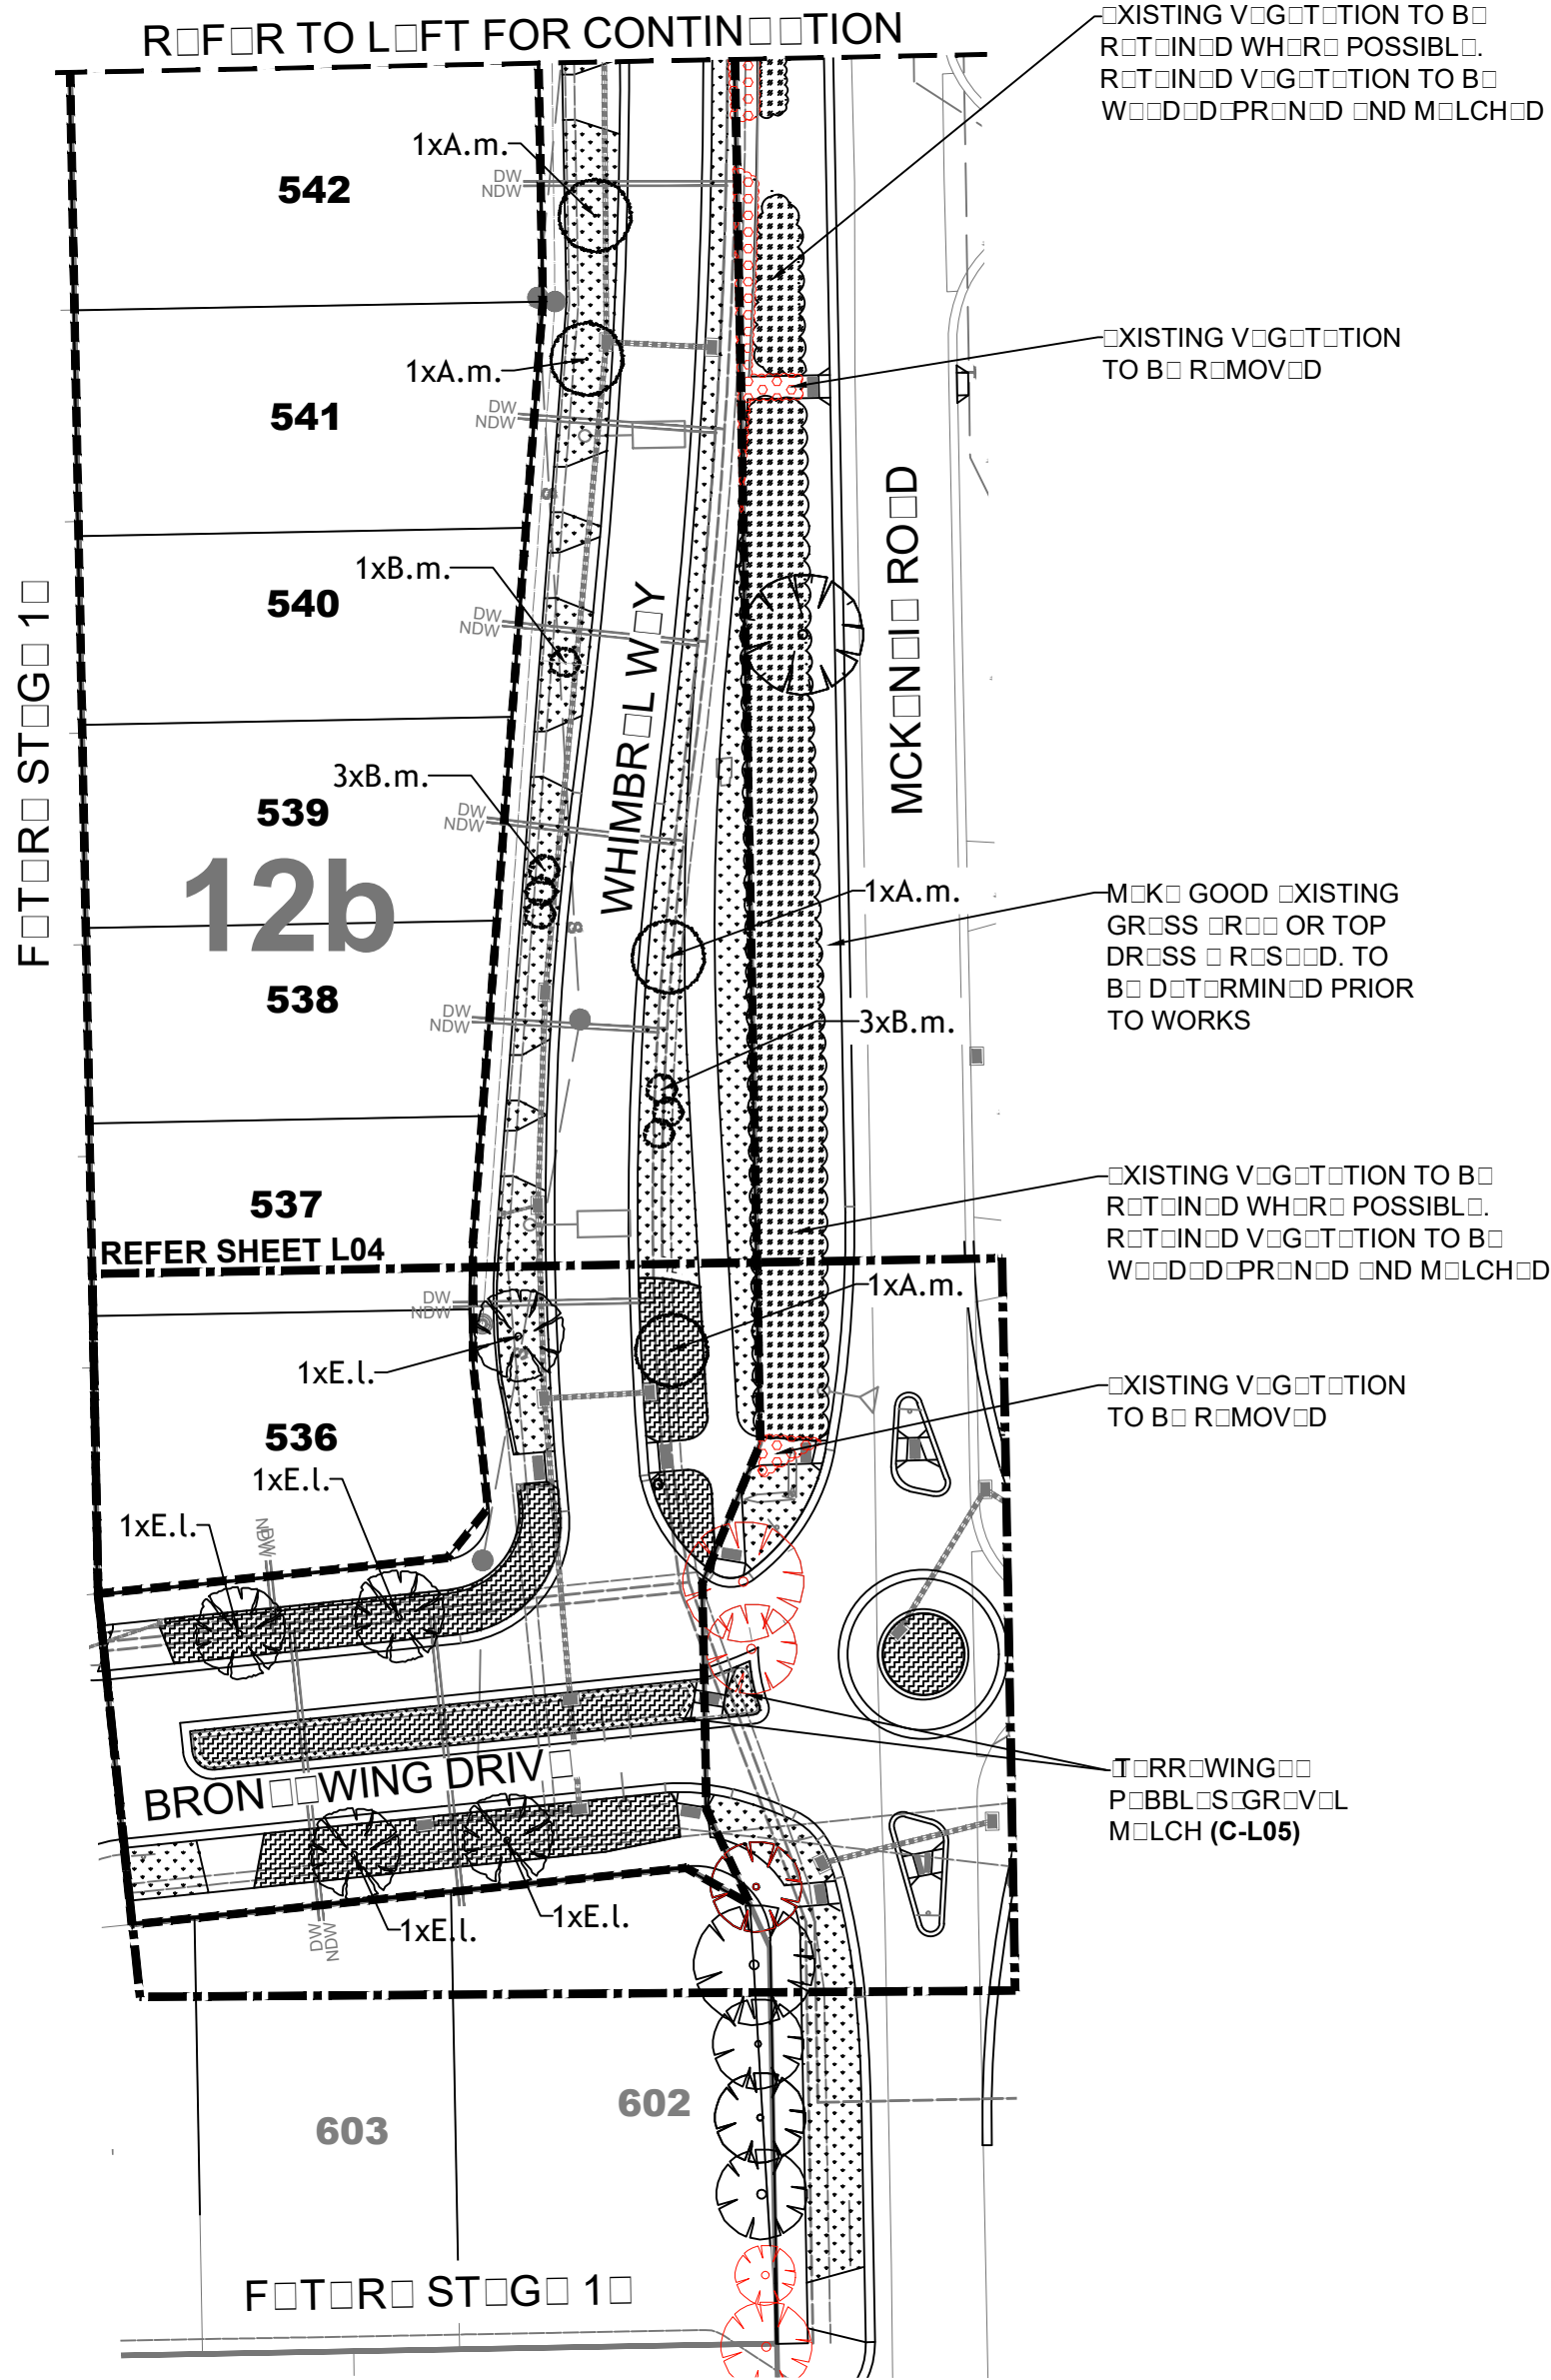 R□F□R TO L□FT FOR CONTIN□□TION
□XISTING V□G□T□TION TO B□
R□T□IN□D WH□R□ POSSIBL□.
R□T□IN□D V□G□T□TION TO B□
W□□D□D□PR□N□D □ND M□LCH□D
1xA.m.
DW
NDW
542
□XISTING V□G□T□TION
TO B□ R□MOV□D
1xA.m.
541
DW
NDW
MCK□N□I□ RO□D
F□T□R□ ST□G□ 1□
1xB.m.
540
DW
NDW
WHIMBR□L W□Y
3xB.m.
539
DW
NDW
12b
1xA.m.
M□K□ GOOD □XISTING
GR□SS □R□□ OR TOP
DR□SS □ R□S□□D. TO
B□ D□T□RMIN□D PRIOR
TO WORKS
538
DW
NDW
3xB.m.
537
□XISTING V□G□T□TION TO B□
R□T□IN□D WH□R□ POSSIBL□.
R□T□IN□D V□G□T□TION TO B□
W□□D□D□PR□N□D □ND M□LCH□D
REFER SHEET L04
1xA.m.
DW
NDW
1xE.l.
□XISTING V□G□T□TION
TO B□ R□MOV□D
536
1xE.l.
1xE.l.
DW
NDW
BRON□□WING DRIV□
T□RR□WING□□
P□BBL□S□GR□V□L
M□LCH (C-L05)
1xE.l.
1xE.l.
DW
NDW
603
602
F□T□R□ ST□G□ 1□